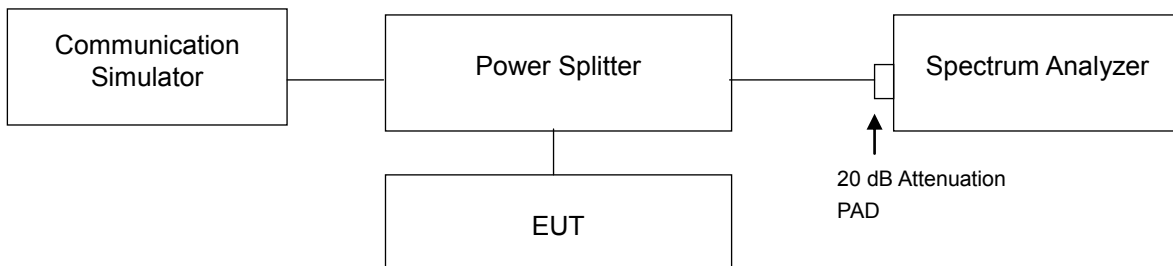 Communication
Simulator
Power Splitter
Spectrum Analyzer
20 dB Attenuation
PAD
EUT